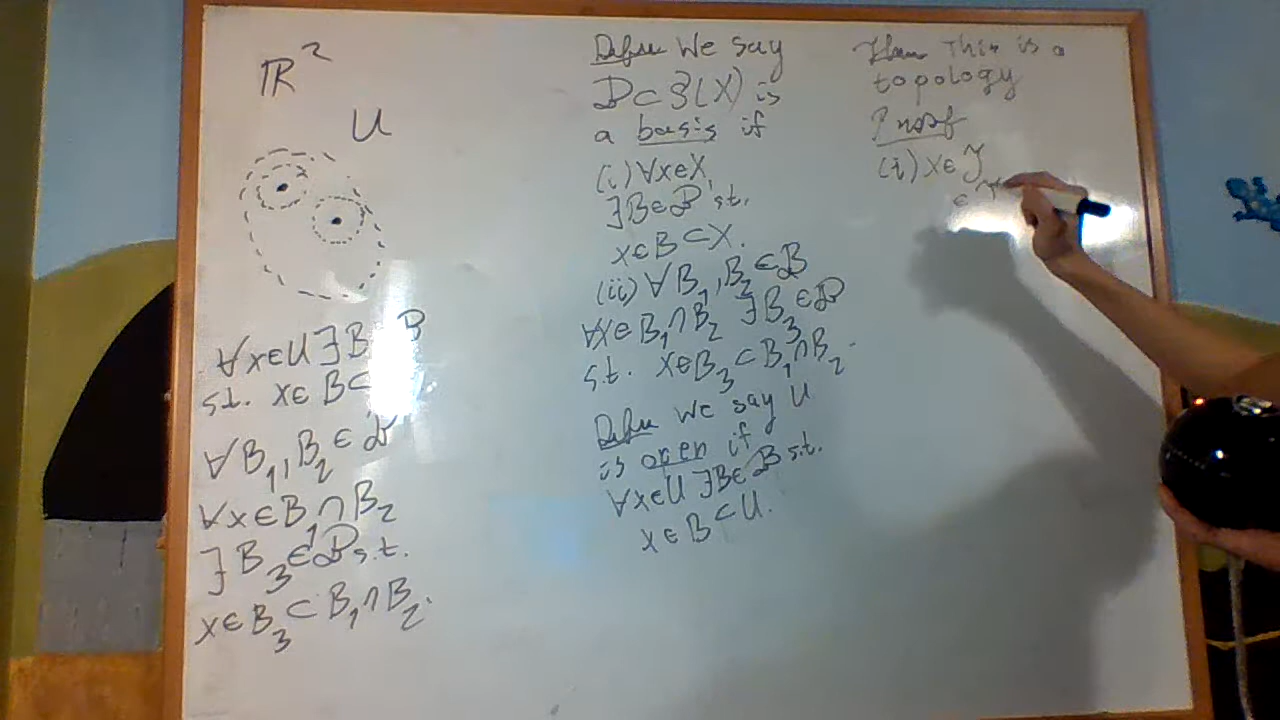 ℝ²
U
∀x∈U ∃B B
s.t. x∈B⊂
∀B₁,B₂∈ℬ
∀x∈B₁∩B₂
∃B₃∈ℬ s.t.
x∈B₃⊂B₁∩B₂.
Defn We say
ℬ⊂𝒫(X) is
a basis if
(i) ∀x∈X,
∃B∈ℬ s.t.
x∈B⊂X.
(ii) ∀B₁,B₂∈ℬ
∀x∈B₁∩B₂ ∃B₃∈ℬ
s.t. x∈B₃⊂B₁∩B₂.
Defn We say U
is open if
∀x∈U ∃B∈ℬ s.t.
x∈B⊂U.
Thm This is a
topology
Proof
(i) X∈𝒯
∈